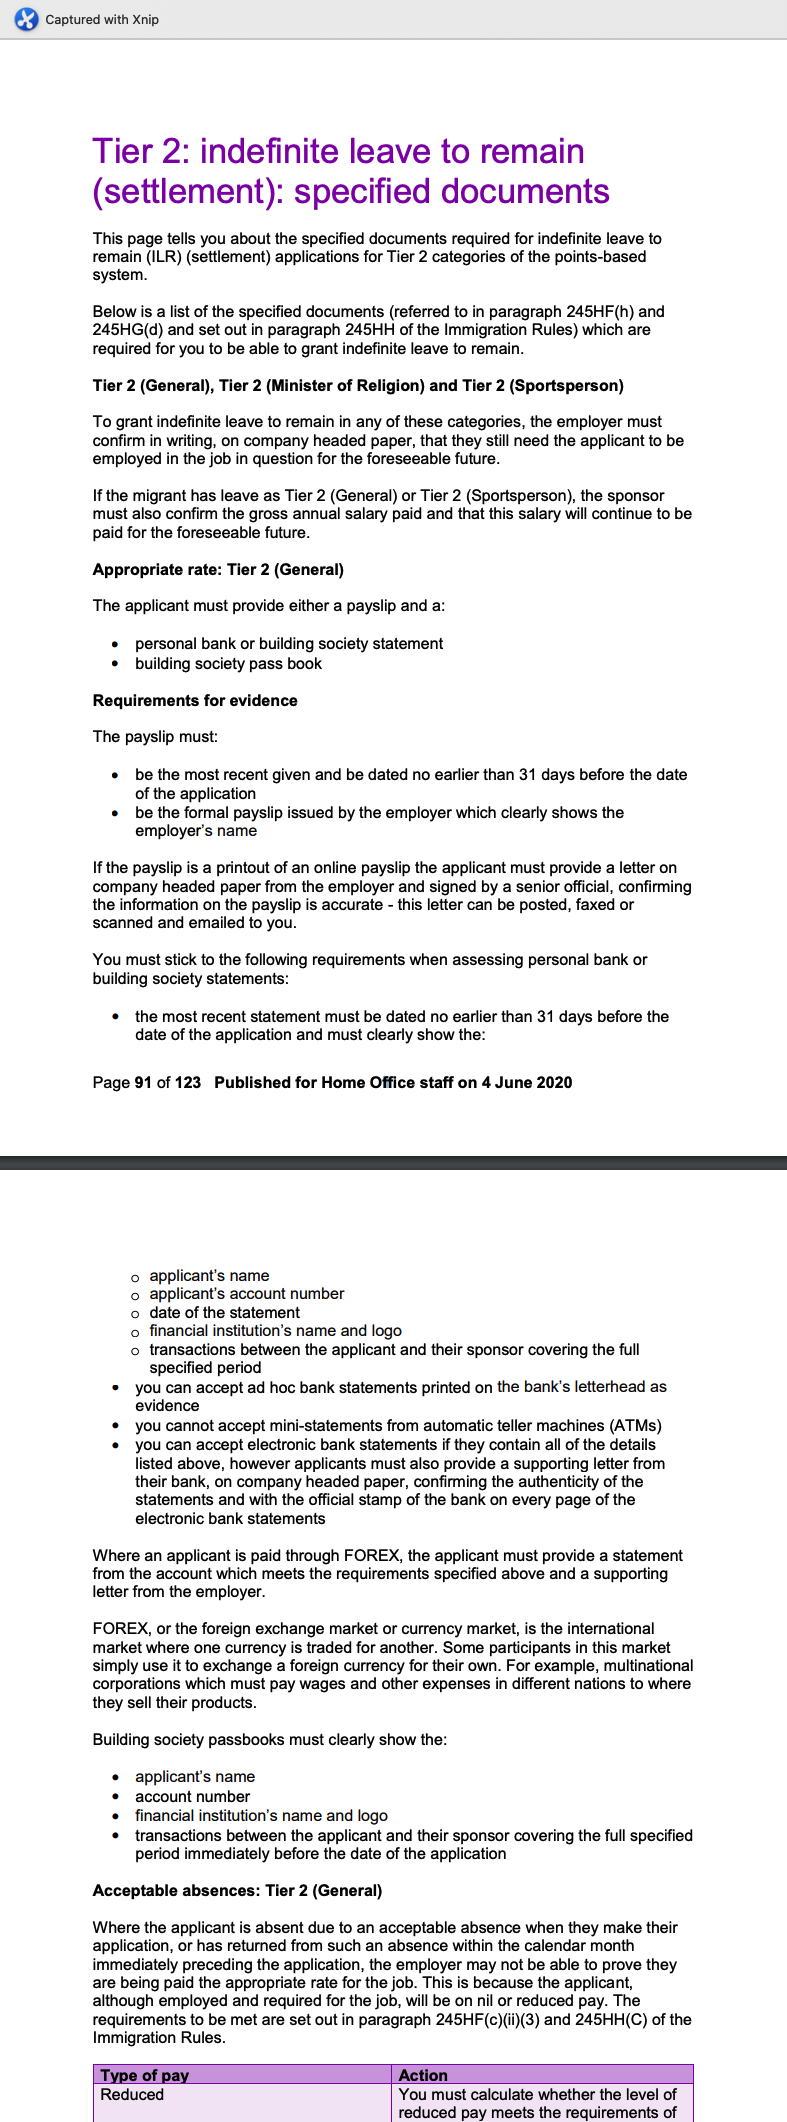 Captured with Xnip
Tier 2: indefinite leave to remain
(settlement): specified documents
This page tells you about the specified documents required for indefinite leave to
remain (ILR) (settlement) applications for Tier 2 categories of the points-based
system.
Below is a list of the specified documents (referred to in paragraph 245HF(h) and
245HG(d) and set out in paragraph 245HH of the Immigration Rules) which are
required for you to be able to grant indefinite leave to remain.
Tier 2 (General), Tier 2 (Minister of Religion) and Tier 2 (Sportsperson)
To grant indefinite leave to remain in any of these categories, the employer must
confirm in writing, on company headed paper, that they still need the applicant to be
employed in the job in question for the foreseeable future.
If the migrant has leave as Tier 2 (General) or Tier 2 (Sportsperson), the sponsor
must also confirm the gross annual salary paid and that this salary will continue to be
paid for the foreseeable future.
Appropriate rate: Tier 2 (General)
The applicant must provide either a payslip and a:
• personal bank or building society statement
• building society pass book
Requirements for evidence
The payslip must:
• be the most recent given and be dated no earlier than 31 days before the date
of the application
• be the formal payslip issued by the employer which clearly shows the
employer's name
If the payslip is a printout of an online payslip the applicant must provide a letter on
company headed paper from the employer and signed by a senior official, confirming
the information on the payslip is accurate - this letter can be posted, faxed or
scanned and emailed to you.
You must stick to the following requirements when assessing personal bank or
building society statements:
• the most recent statement must be dated no earlier than 31 days before the
date of the application and must clearly show the:
Page 91 of 123 Published for Home Office staff on 4 June 2020
o applicant's name
o applicant's account number
o date of the statement
o financial institution's name and logo
o transactions between the applicant and their sponsor covering the full
specified period
• you can accept ad hoc bank statements printed on the bank's letterhead as
evidence
• you cannot accept mini-statements from automatic teller machines (ATMs)
• you can accept electronic bank statements if they contain all of the details
listed above, however applicants must also provide a supporting letter from
their bank, on company headed paper, confirming the authenticity of the
statements and with the official stamp of the bank on every page of the
electronic bank statements
Where an applicant is paid through FOREX, the applicant must provide a statement
from the account which meets the requirements specified above and a supporting
letter from the employer.
FOREX, or the foreign exchange market or currency market, is the international
market where one currency is traded for another. Some participants in this market
simply use it to exchange a foreign currency for their own. For example, multinational
corporations which must pay wages and other expenses in different nations to where
they sell their products.
Building society passbooks must clearly show the:
• applicant's name
• account number
• financial institution's name and logo
• transactions between the applicant and their sponsor covering the full specified
period immediately before the date of the application
Acceptable absences: Tier 2 (General)
Where the applicant is absent due to an acceptable absence when they make their
application, or has returned from such an absence within the calendar month
immediately preceding the application, the employer may not be able to prove they
are being paid the appropriate rate for the job. This is because the applicant,
although employed and required for the job, will be on nil or reduced pay. The
requirements to be met are set out in paragraph 245HF(c)(ii)(3) and 245HH(C) of the
Immigration Rules.
Type of pay Action
Reduced You must calculate whether the level of
reduced pay meets the requirements of